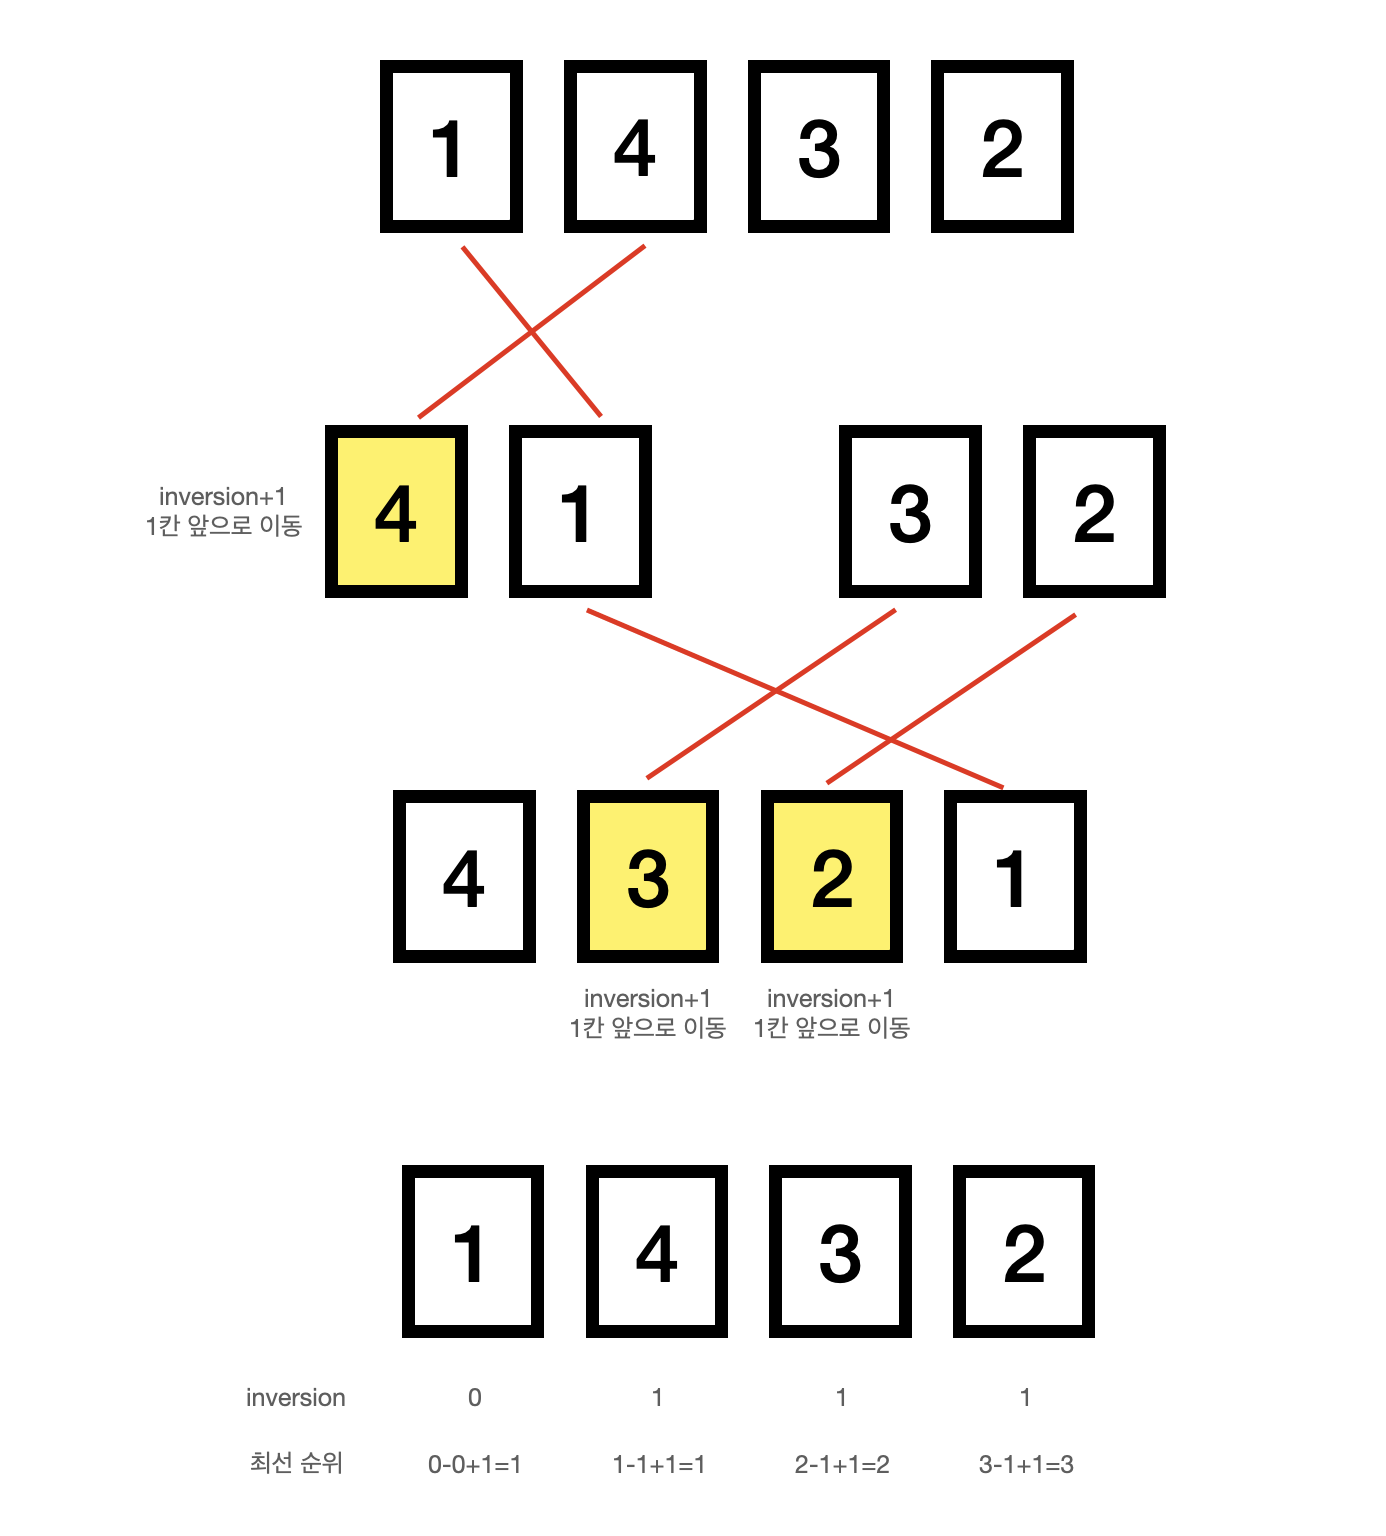 1 4 3 2
inversion+1
1칸 앞으로 이동
4 1 3 2
4 3 2 1
inversion+1 inversion+1
1칸 앞으로 이동 1칸 앞으로 이동
1 4 3 2
inversion 0 1 1 1
최선 순위 0-0+1=1 1-1+1=1 2-1+1=2 3-1+1=3